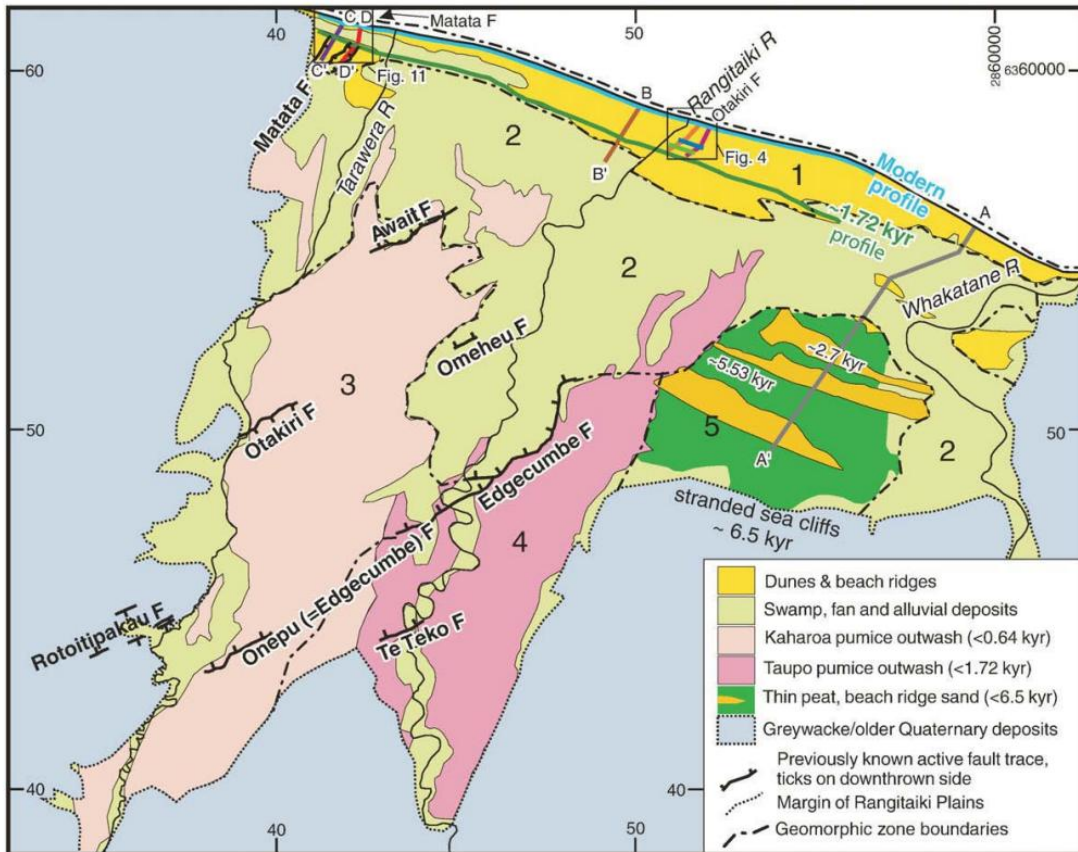 40
C D
Matata F
50
2860000
6360000
60
C'
D'
Fig. 11
Matata F
Tarawera R
2
B
Rangitaiki R
Otakiri F
B'
Fig. 4
1
Modern
profile
~1.72 kyr
profile
A
Await F
2
Whakatane R
Omeheu F
~2.7 kyr
~5.53 kyr
3
Otakiri F
50
5
A'
2
50
Edgecumbe F
stranded sea cliffs
~ 6.5 kyr
4
Onepu (=Edgecumbe) F
Rotoitipakau F
Te Teko F
40
40
40
50
Dunes & beach ridges
Swamp, fan and alluvial deposits
Kaharoa pumice outwash (<0.64 kyr)
Taupo pumice outwash (<1.72 kyr)
Thin peat, beach ridge sand (<6.5 kyr)
Greywacke/older Quaternary deposits
Previously known active fault trace,
ticks on downthrown side
Margin of Rangitaiki Plains
Geomorphic zone boundaries